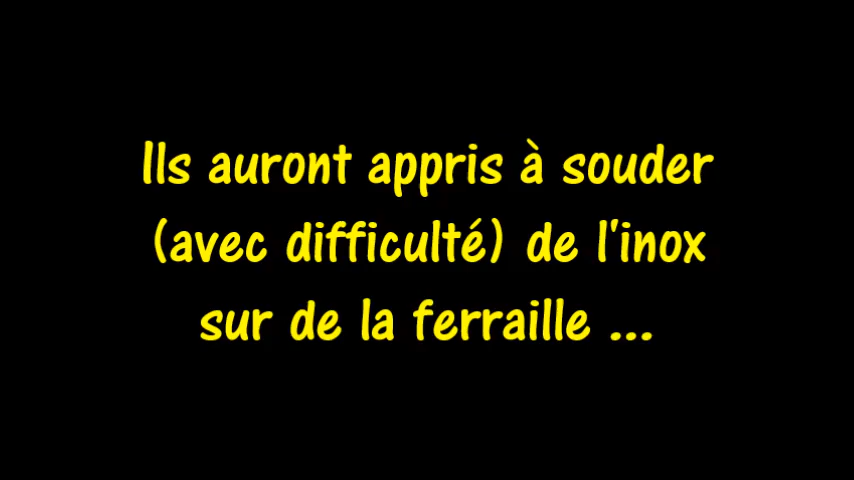 Ils auront appris à souder
(avec difficulté) de l'inox
sur de la ferraille ...